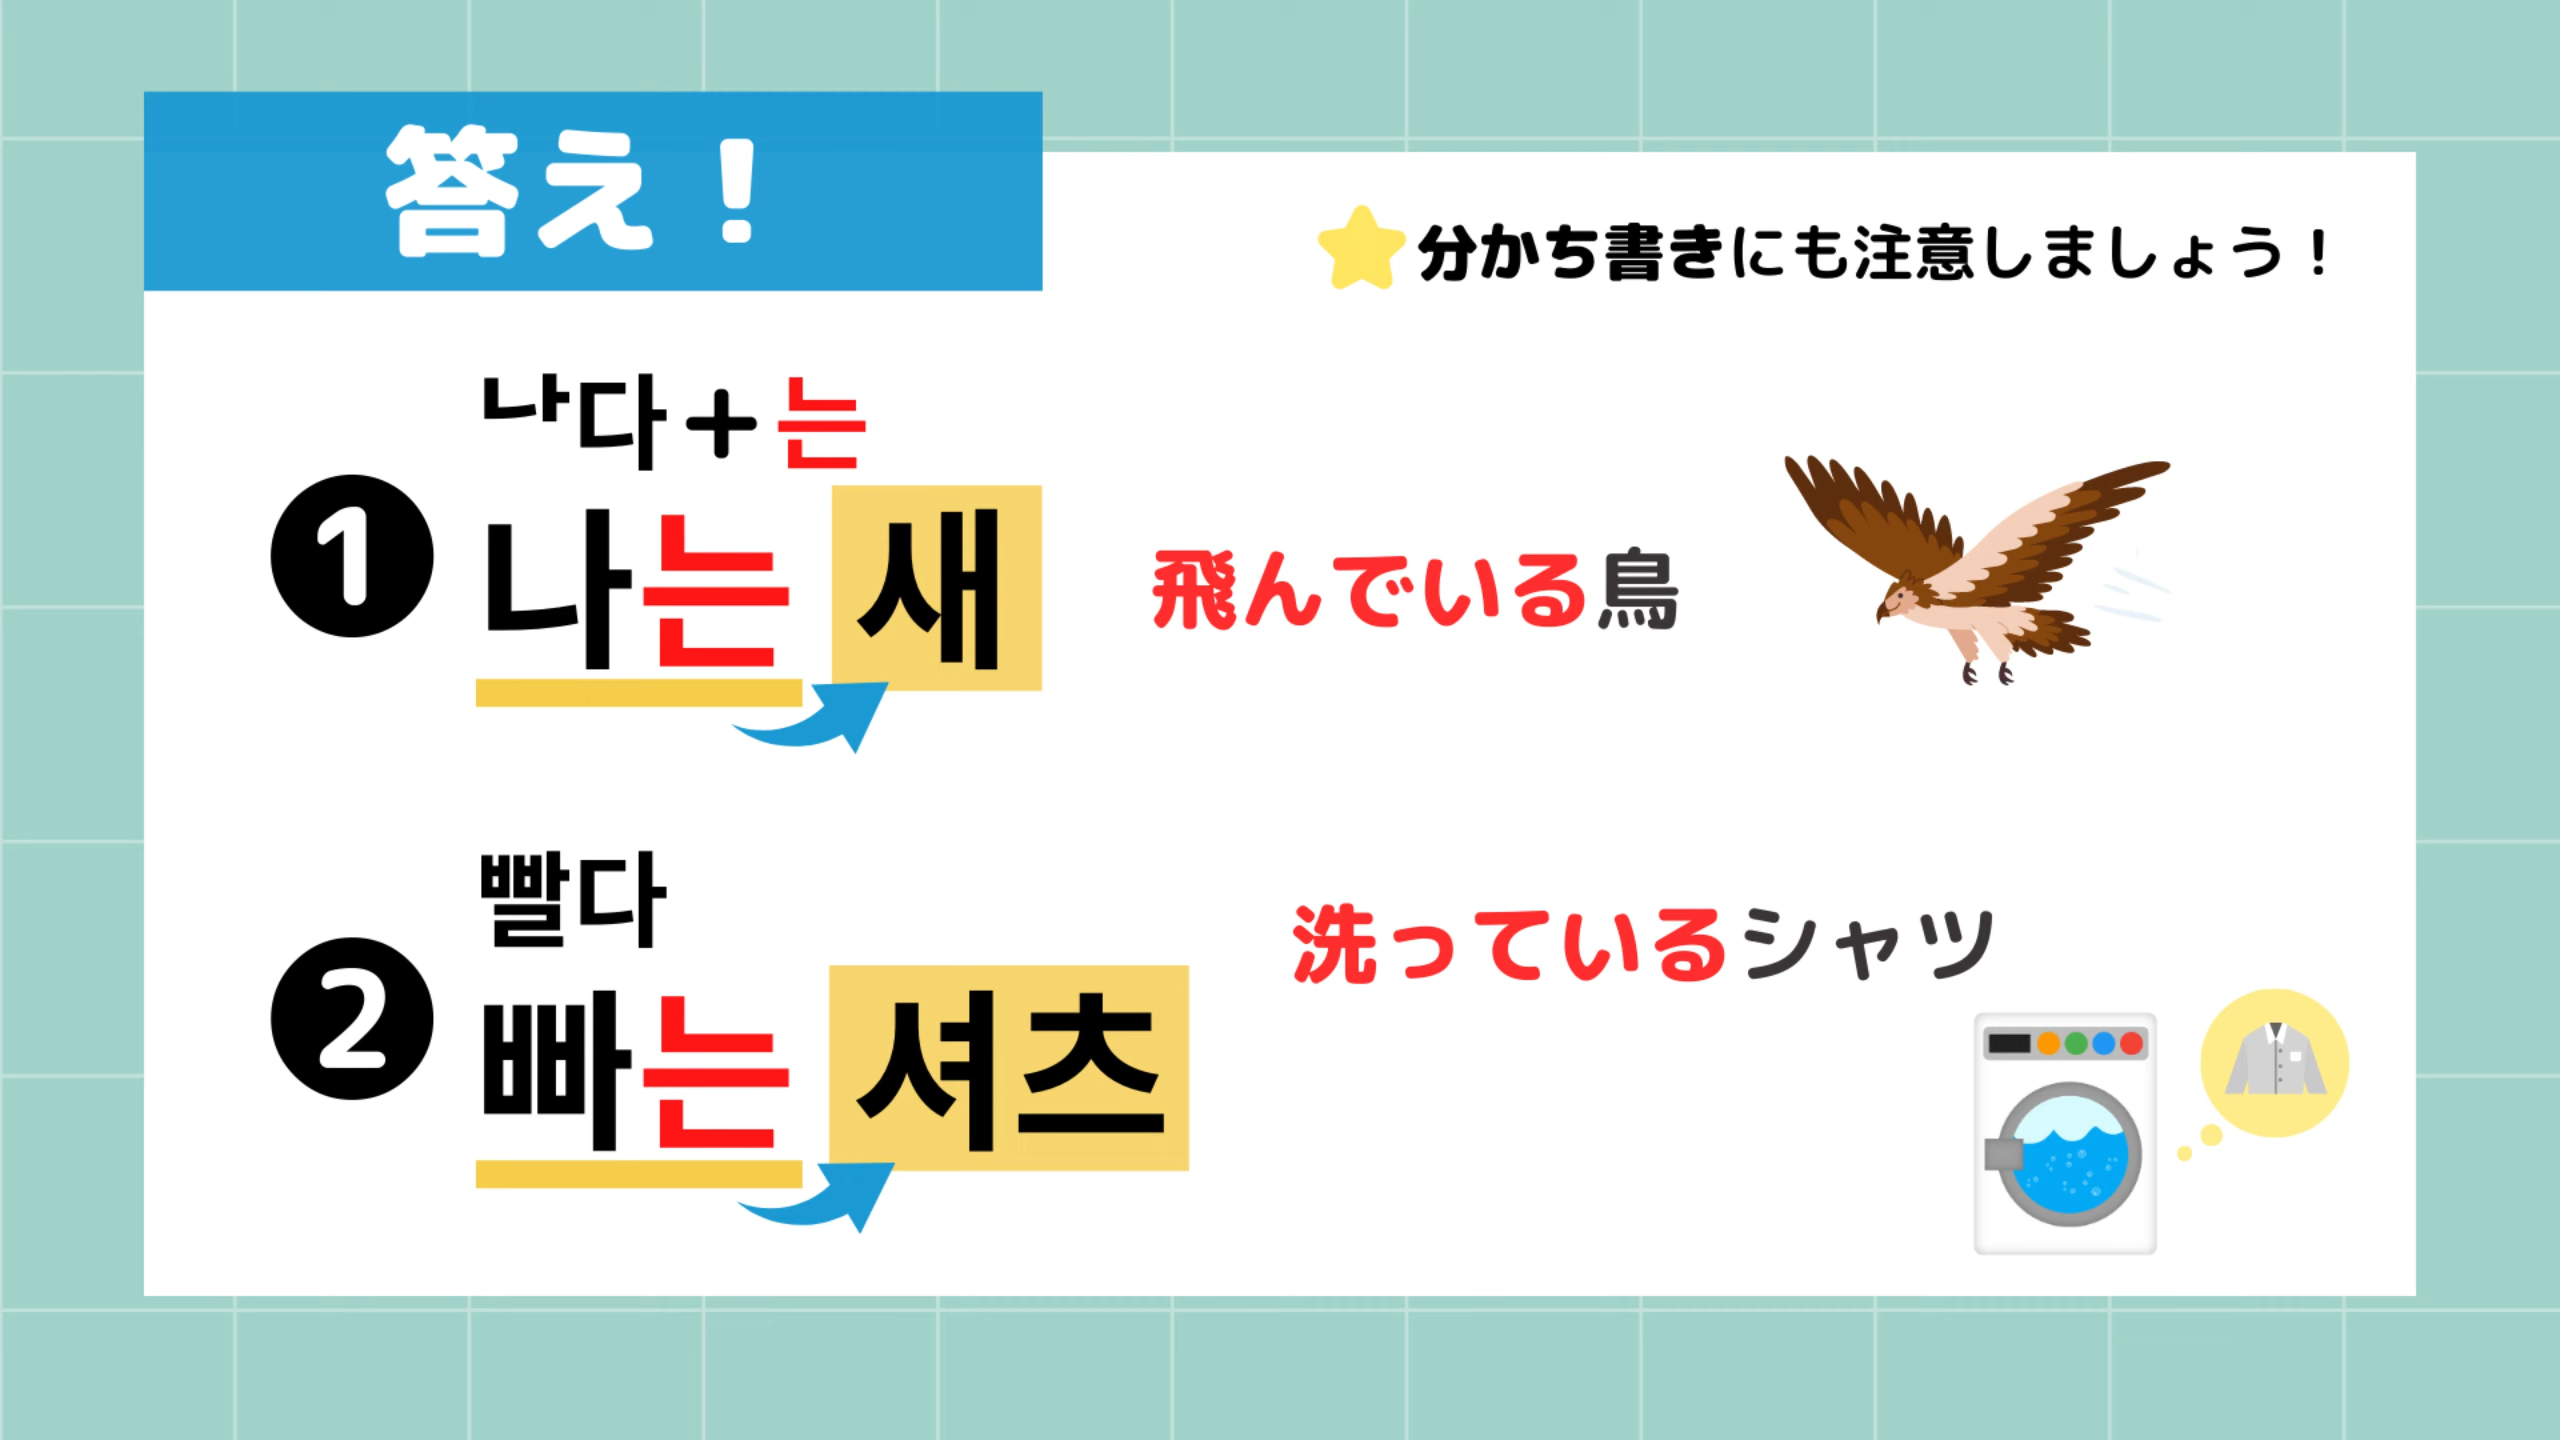 答え！
★分かち書きにも注意しましょう！
나다+는
1 나는 새 飛んでいる鳥
빨다
2 빠는 셔츠 洗っているシャツ